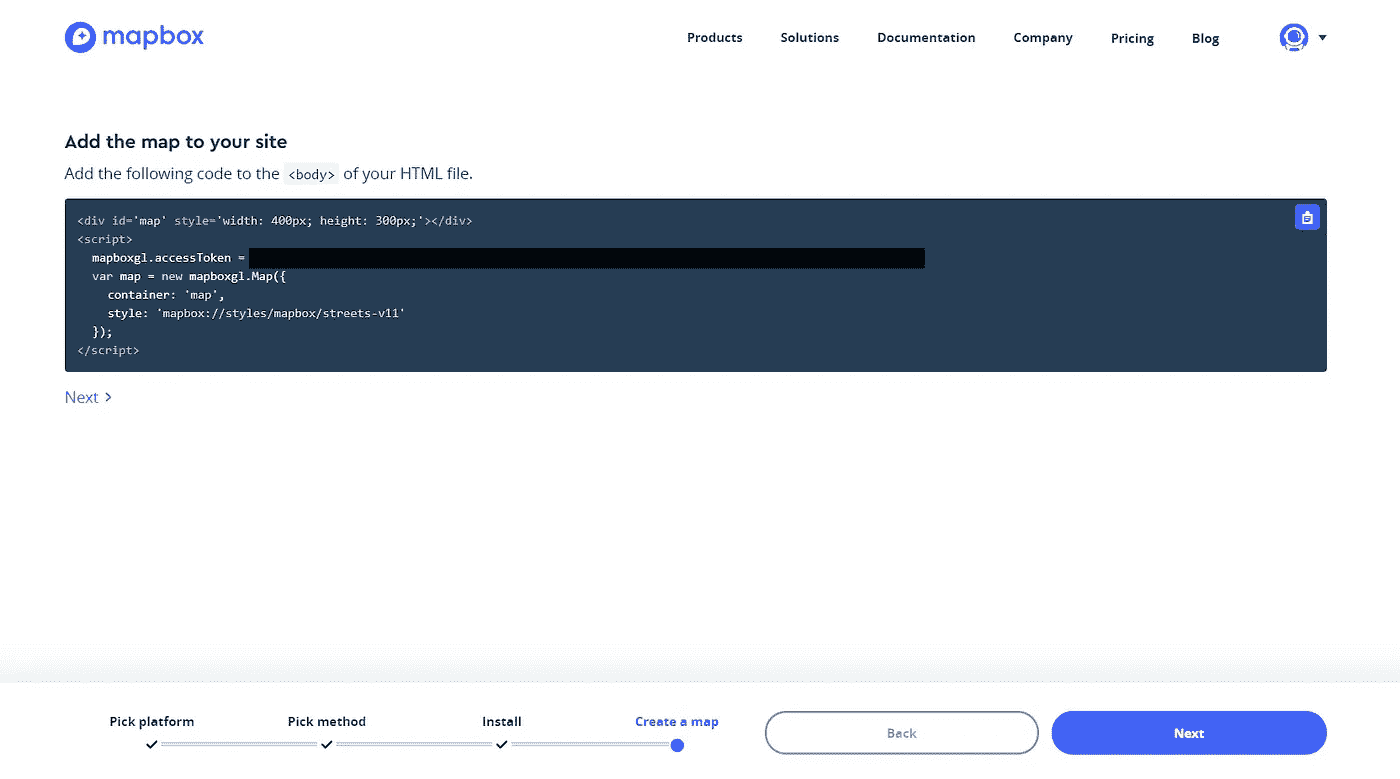 mapbox
Products Solutions Documentation Company Pricing Blog
Add the map to your site
Add the following code to the <body> of your HTML file.
<div id='map' style='width: 400px; height: 300px;'></div>
<script>
mapboxgl.accessToken =
var map = new mapboxgl.Map({
container: 'map',
style: 'mapbox://styles/mapbox/streets-v11'
});
</script>
Next >
Pick platform Pick method Install Create a map
Back Next